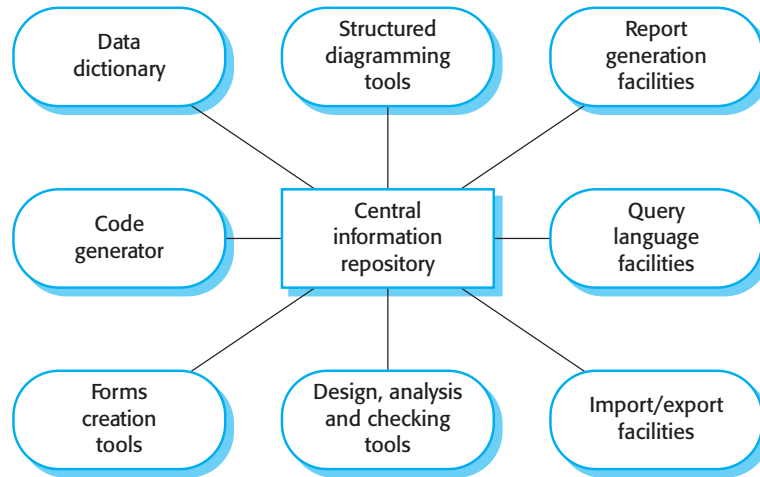 Data
dictionary
Structured
diagramming
tools
Report
generation
facilities
Code
generator
Central
information
repository
Query
language
facilities
Forms
creation
tools
Design, analysis
and checking
tools
Import/export
facilities